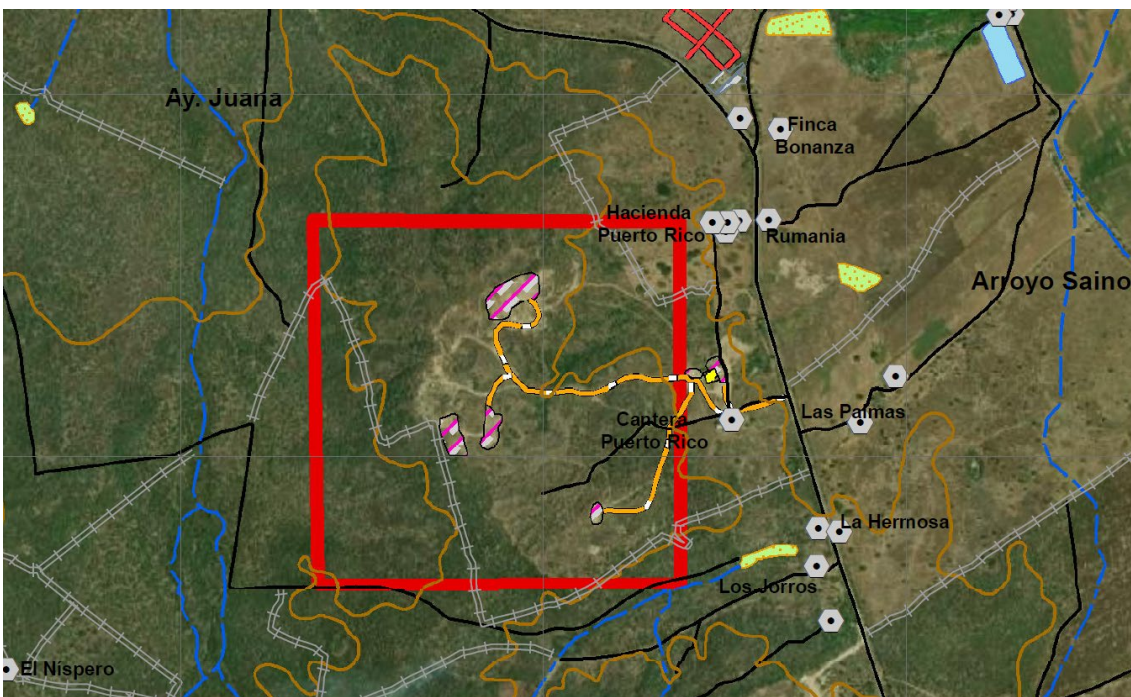 Ay. Juana
Finca
Bonanza
Hacienda
Puerto Rico
Rumania
Arroyo Saino
Cantera
Puerto Rico
Las Palmas
La Hermosa
Los Jorros
El Níspero